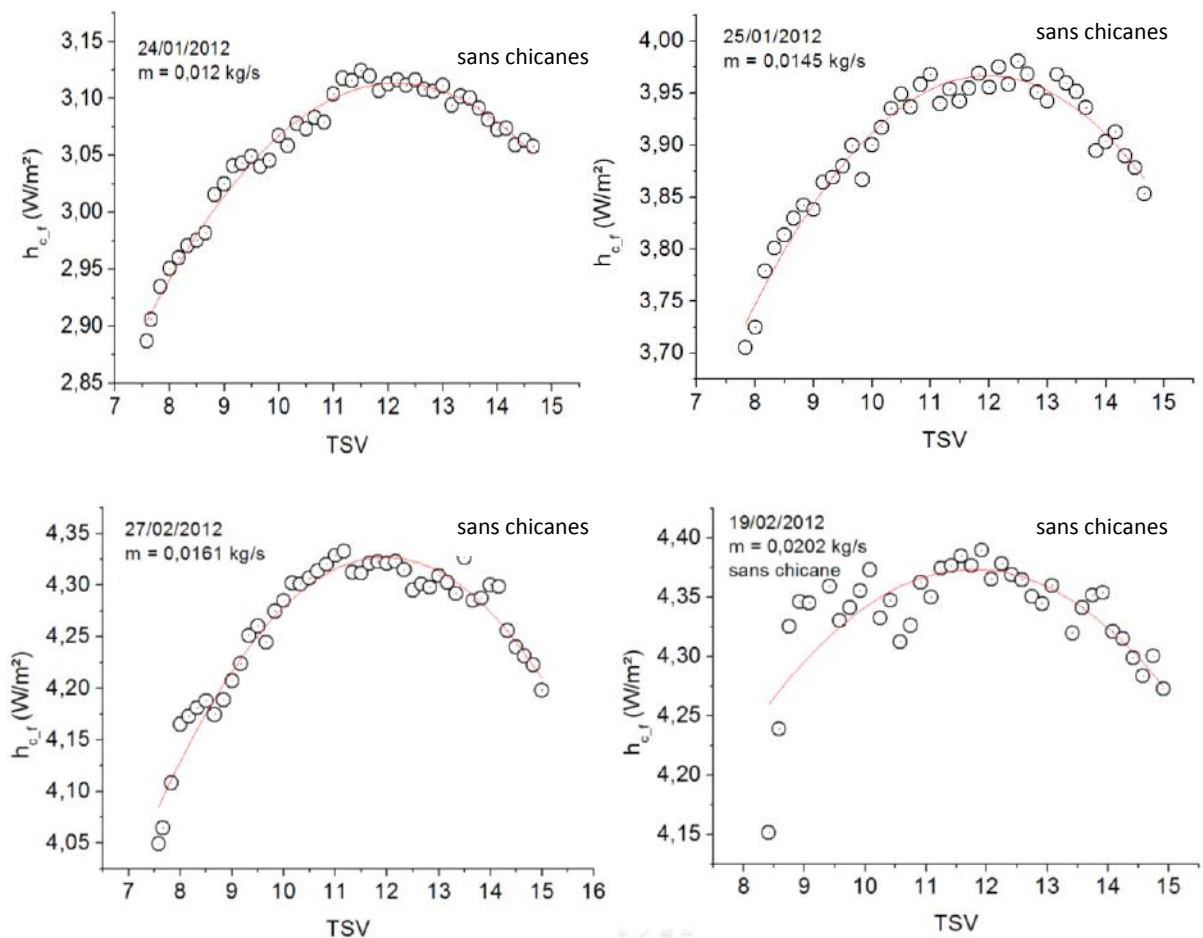 24/01/2012
m = 0,012 kg/s
sans chicanes
3,15
3,10
3,05
3,00
2,95
2,90
2,85
h_c_f (W/m²)
7 8 9 10 11 12 13 14 15
TSV
25/01/2012
m = 0,0145 kg/s
sans chicanes
4,00
3,95
3,90
3,85
3,80
3,75
3,70
h_c_f (W/m²)
7 8 9 10 11 12 13 14 15
TSV
27/02/2012
m = 0,0161 kg/s
sans chicanes
4,35
4,30
4,25
4,20
4,15
4,10
4,05
h_c_f (W/m²)
7 8 9 10 11 12 13 14 15 16
TSV
19/02/2012
m = 0,0202 kg/s
sans chicane
sans chicanes
4,40
4,35
4,30
4,25
4,20
4,15
h_c_f (W/m²)
8 9 10 11 12 13 14 15
TSV